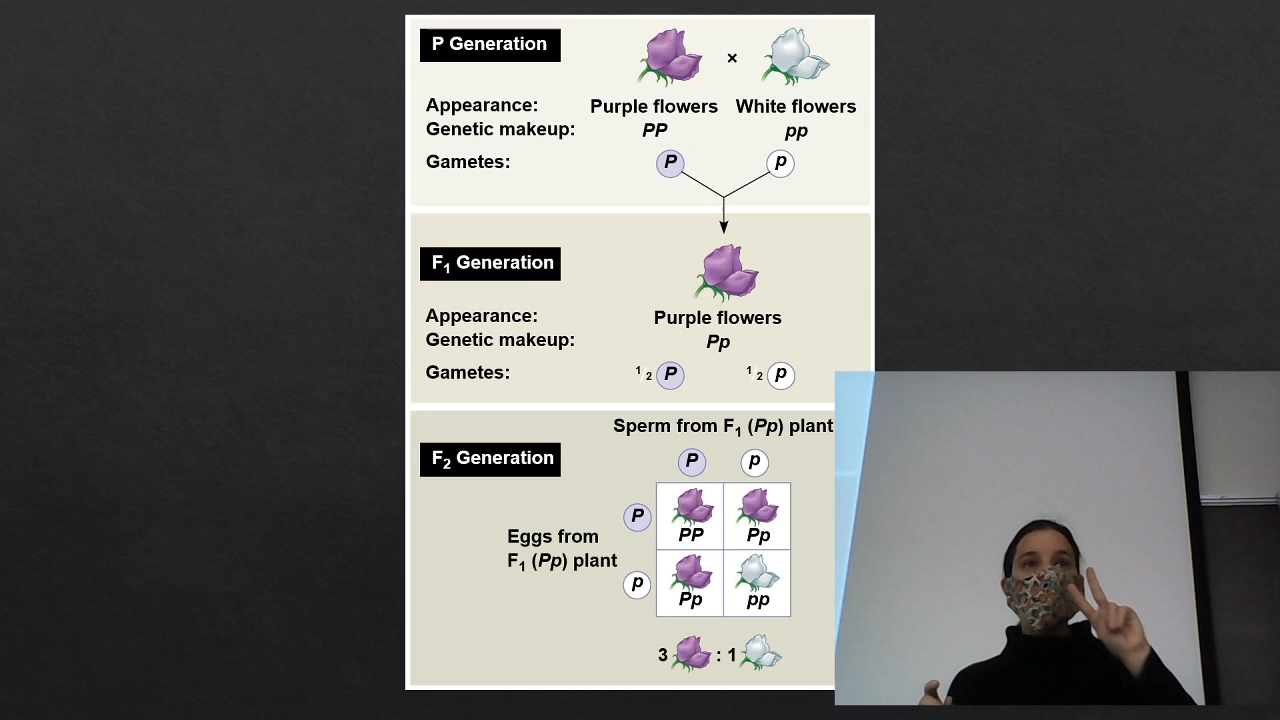 P Generation
×
Appearance: Purple flowers White flowers
Genetic makeup: PP pp
Gametes: P p
F1 Generation
Appearance: Purple flowers
Genetic makeup: Pp
Gametes: 1/2 P 1/2 p
Sperm from F1 (Pp) plant
F2 Generation
P p
P
PP Pp
Eggs from
F1 (Pp) plant
p
Pp pp
3 : 1